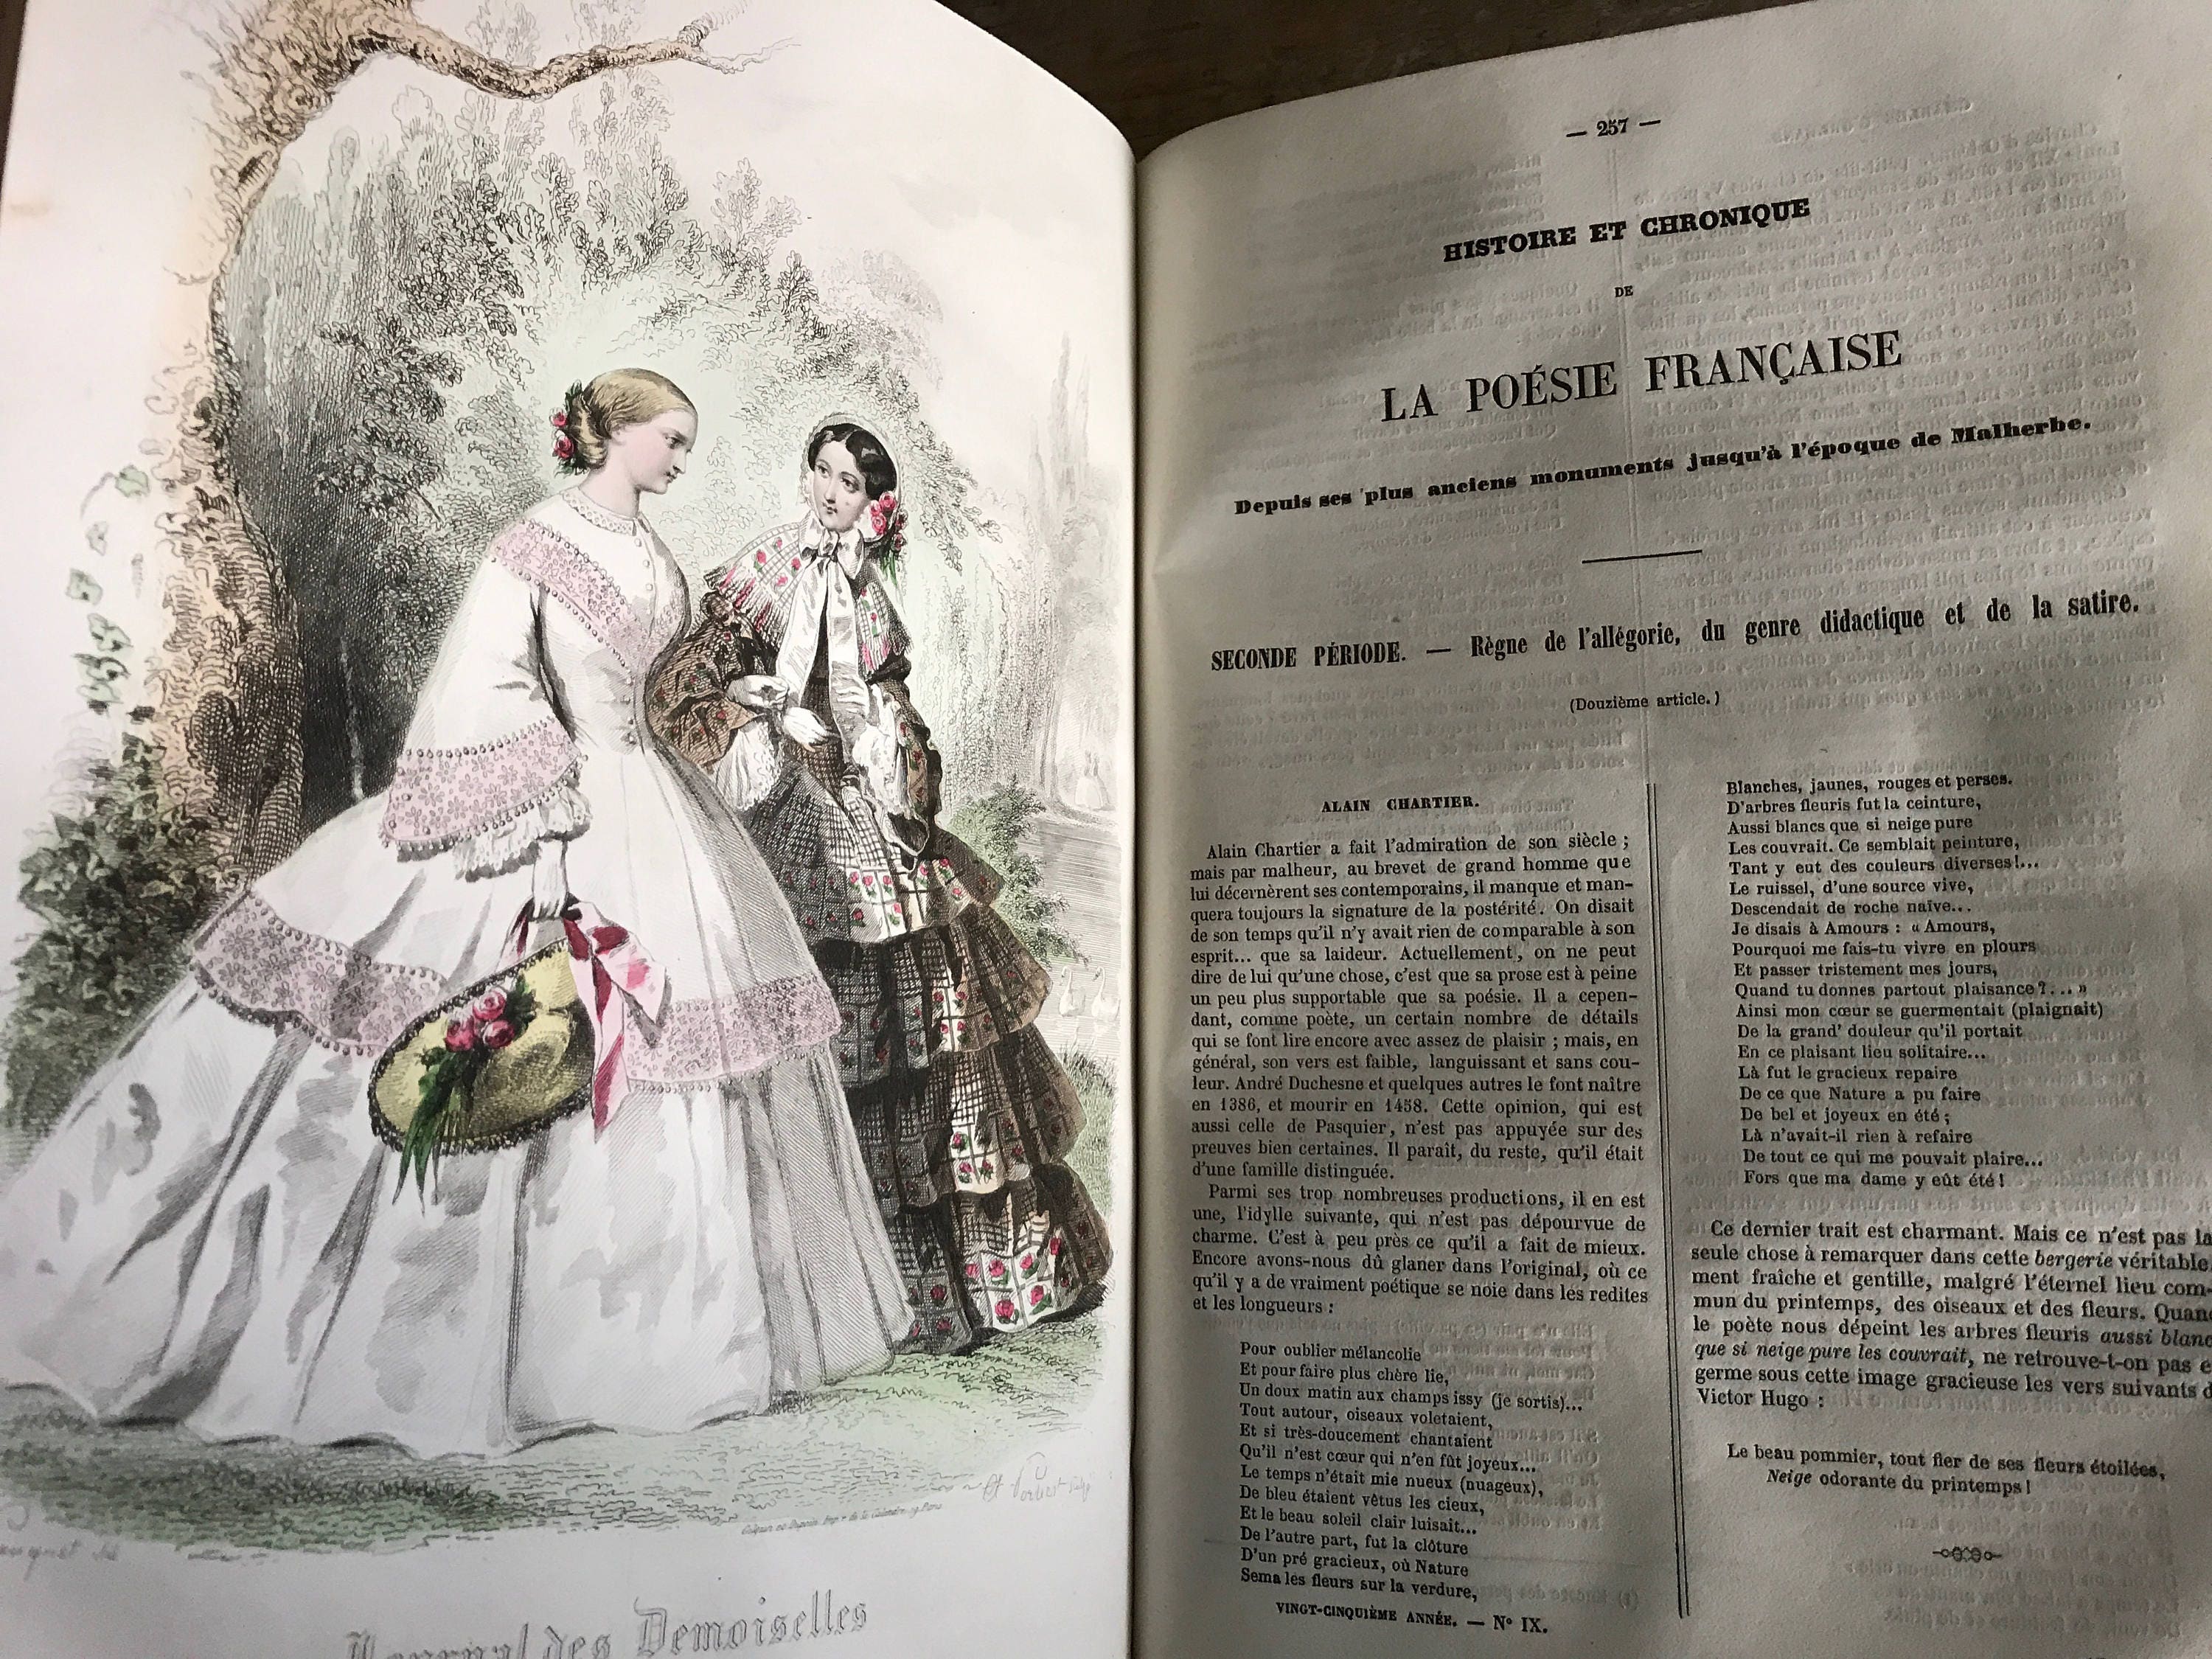 Journal des Demoiselles
— 257 —
HISTOIRE ET CHRONIQUE
DE
LA POÉSIE FRANÇAISE
Depuis ses plus anciens monuments jusqu'à l'époque de Malherbe.
SECONDE PÉRIODE. — Règne de l'allégorie, du genre didactique et de la satire.
(Douzième article.)
ALAIN CHARTIER.
Alain Chartier a fait l'admiration de son siècle ;
mais par malheur, au brevet de grand homme que
lui décernèrent ses contemporains, il manque et man-
quera toujours la signature de la postérité. On disait
de son temps qu'il n'y avait rien de comparable à son
esprit... que sa laideur. Actuellement, on ne peut
dire de lui qu'une chose, c'est que sa prose est à peine
un peu plus supportable que sa poésie. Il a cepen-
dant, comme poète, un certain nombre de détails
qui se font lire encore avec assez de plaisir ; mais, en
général, son vers est faible, languissant et sans cou-
leur. André Duchesne et quelques autres le font naître
en 1386, et mourir en 1458. Cette opinion, qui est
aussi celle de Pasquier, n'est pas appuyée sur des
preuves bien certaines. Il paraît, du reste, qu'il était
d'une famille distinguée.
Parmi ses trop nombreuses productions, il en est
une, l'idylle suivante, qui n'est pas dépourvue de
charme. C'est à peu près ce qu'il a fait de mieux.
Encore avons-nous dû glaner dans l'original, où ce
qu'il y a de vraiment poétique se noie dans les redites
et les longueurs :
Pour oublier mélancolie
Et pour faire plus chère lie,
Un doux matin aux champs issy (je sortis)...
Tout autour, oiseaux voletaient,
Et si très-doucement chantaient
Qu'il n'est cœur qui n'en fût joyeux...
Le temps n'était mie nueux (nuageux),
De bleu étaient vêtus les cieux,
Et le beau soleil clair luisait...
De l'autre part, fut la clôture
D'un pré gracieux, où Nature
Sema les fleurs sur la verdure,
VINGT-CINQUIÈME ANNÉE. — N° IX.
Blanches, jaunes, rouges et perses.
D'arbres fleuris fut la ceinture,
Aussi blancs que si neige pure
Les couvrait. Ce semblait peinture,
Tant y eut des couleurs diverses!...
Le ruissel, d'une source vive,
Descendait de roche naïve...
Je disais à Amours : « Amours,
Pourquoi me fais-tu vivre en plours
Et passer tristement mes jours,
Quand tu donnes partout plaisance?... »
Ainsi mon cœur se guermentait (plaignait)
De la grand' douleur qu'il portait
En ce plaisant lieu solitaire...
Là fut le gracieux repaire
De ce que Nature a pu faire
De bel et joyeux en été ;
Là n'avait-il rien à refaire
De tout ce qui me pouvait plaire...
Fors que ma dame y eût été !
Ce dernier trait est charmant. Mais ce n'est pas la
seule chose à remarquer dans cette bergerie véritable-
ment fraîche et gentille, malgré l'éternel lieu com-
mun du printemps, des oiseaux et des fleurs. Quan
le poète nous dépeint les arbres fleuris aussi blanc
que si neige pure les couvrait, ne retrouve-t-on pas e
germe sous cette image gracieuse les vers suivants d
Victor Hugo :
Le beau pommier, tout fier de ses fleurs étoilées,
Neige odorante du printemps !